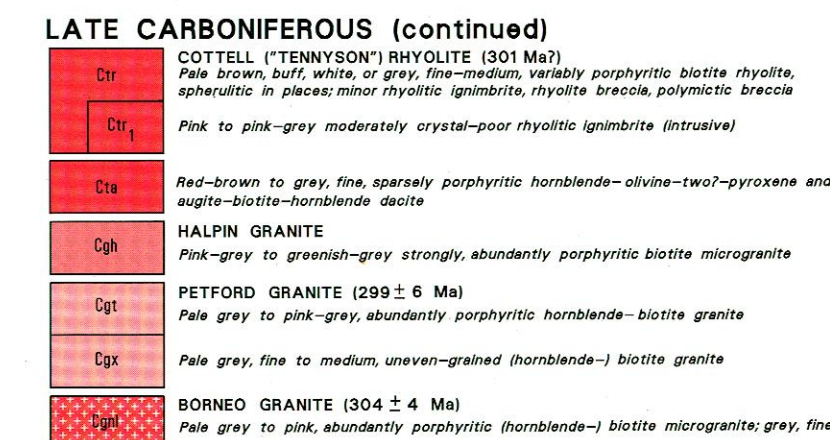 LATE CARBONIFEROUS (continued)
Ctr
COTTELL ("TENNYSON") RHYOLITE (301 Ma?)
Pale brown, buff, white, or grey, fine-medium, variably porphyritic biotite rhyolite,
spherulitic in places; minor rhyolitic ignimbrite, rhyolite breccia, polymictic breccia
Ctr1
Pink to pink-grey moderately crystal-poor rhyolitic ignimbrite (intrusive)
Cta
Red-brown to grey, fine, sparsely porphyritic hornblende-olivine-two?-pyroxene and
augite-biotite-hornblende dacite
Cgh
HALPIN GRANITE
Pink-grey to greenish-grey strongly, abundantly porphyritic biotite microgranite
Cgt
PETFORD GRANITE (299 ± 6 Ma)
Pale grey to pink-grey, abundantly porphyritic hornblende-biotite granite
Cgx
Pale grey, fine to medium, uneven-grained (hornblende-) biotite granite
Cgnl
BORNEO GRANITE (304 ± 4 Ma)
Pale grey to pink, abundantly porphyritic (hornblende-) biotite microgranite; grey, fine